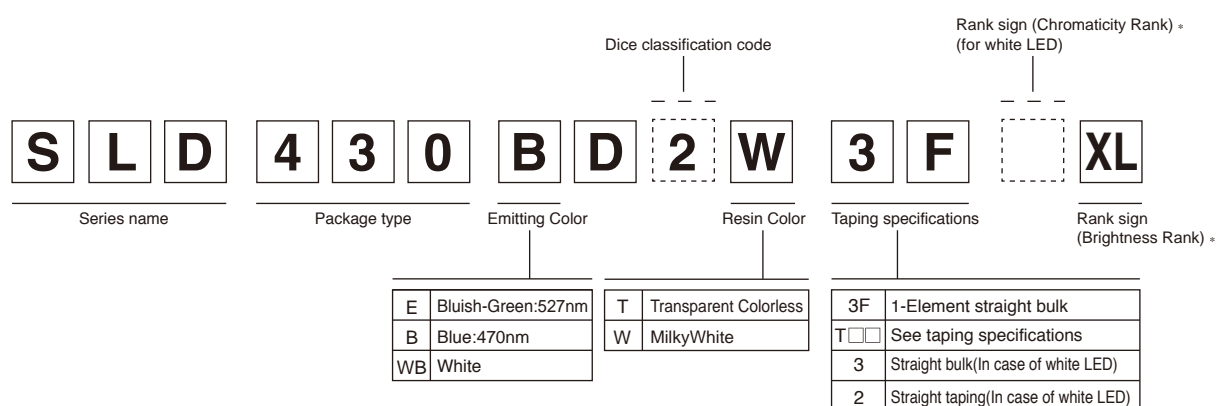 Rank sign (Chromaticity Rank) *
(for white LED)
Dice classification code
S L D 4 3 0 B D 2 W 3 F XL
Series name Package type Emitting Color Resin Color Taping specifications Rank sign
(Brightness Rank) *
E Bluish-Green:527nm T Transparent Colorless 3F 1-Element straight bulk
B Blue:470nm W MilkyWhite T□□ See taping specifications
WB White 3 Straight bulk(In case of white LED)
2 Straight taping(In case of white LED)